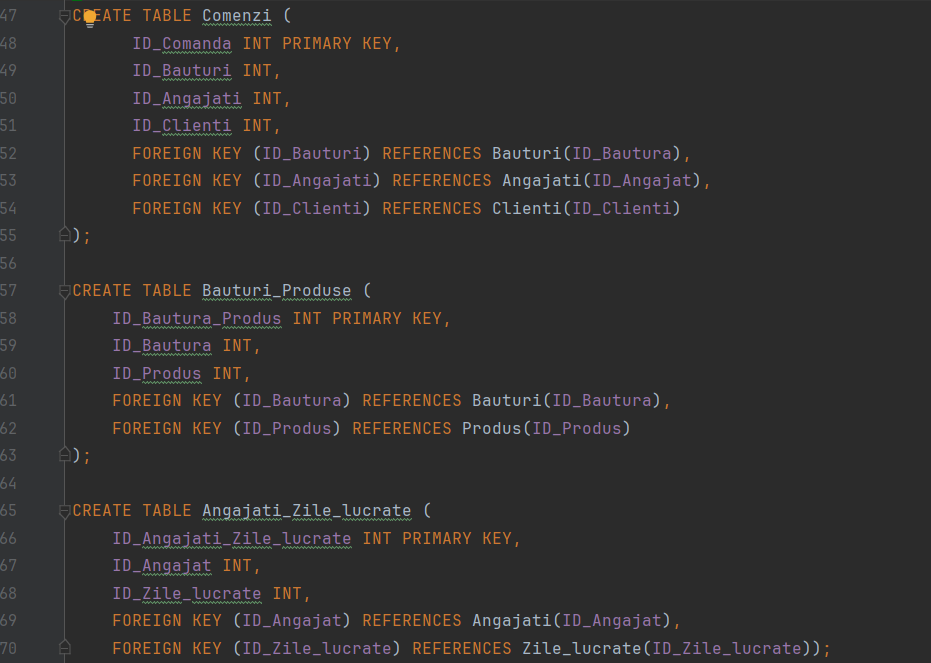 47 CREATE TABLE Comenzi (
48 ID_Comanda INT PRIMARY KEY,
49 ID_Bauturi INT,
50 ID_Angajati INT,
51 ID_Clienti INT,
52 FOREIGN KEY (ID_Bauturi) REFERENCES Bauturi(ID_Bautura),
53 FOREIGN KEY (ID_Angajati) REFERENCES Angajati(ID_Angajat),
54 FOREIGN KEY (ID_Clienti) REFERENCES Clienti(ID_Clienti)
55 );
56
57 CREATE TABLE Bauturi_Produse (
58 ID_Bautura_Produs INT PRIMARY KEY,
59 ID_Bautura INT,
60 ID_Produs INT,
61 FOREIGN KEY (ID_Bautura) REFERENCES Bauturi(ID_Bautura),
62 FOREIGN KEY (ID_Produs) REFERENCES Produs(ID_Produs)
63 );
64
65 CREATE TABLE Angajati_Zile_lucrate (
66 ID_Angajati_Zile_lucrate INT PRIMARY KEY,
67 ID_Angajat INT,
68 ID_Zile_lucrate INT,
69 FOREIGN KEY (ID_Angajat) REFERENCES Angajati(ID_Angajat),
70 FOREIGN KEY (ID_Zile_lucrate) REFERENCES Zile_lucrate(ID_Zile_lucrate));